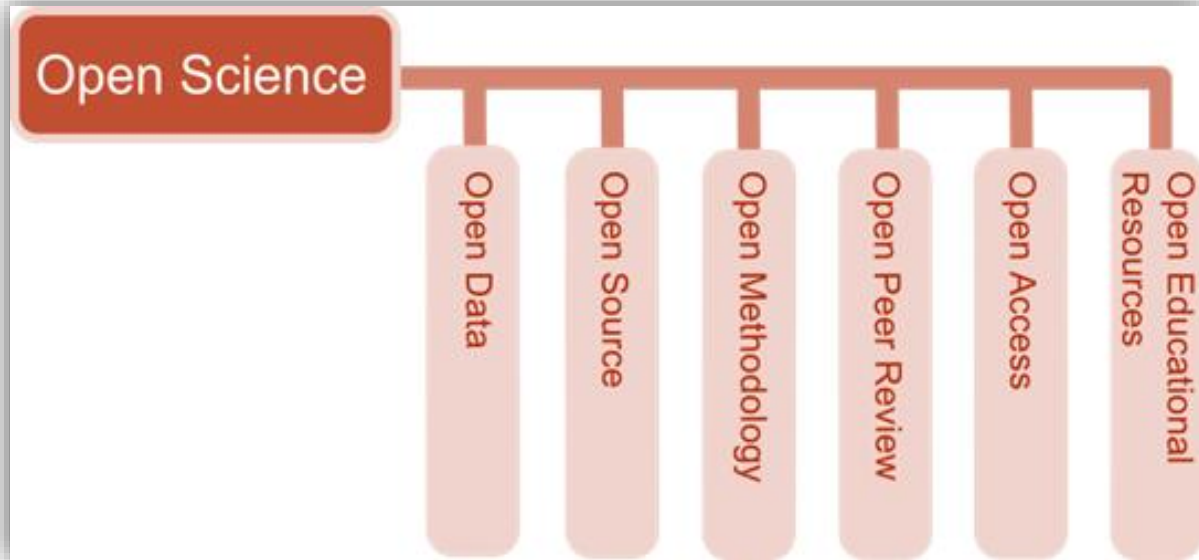 Open Science
Open Data
Open Source
Open Methodology
Open Peer Review
Open Access
Open Educational
Resources